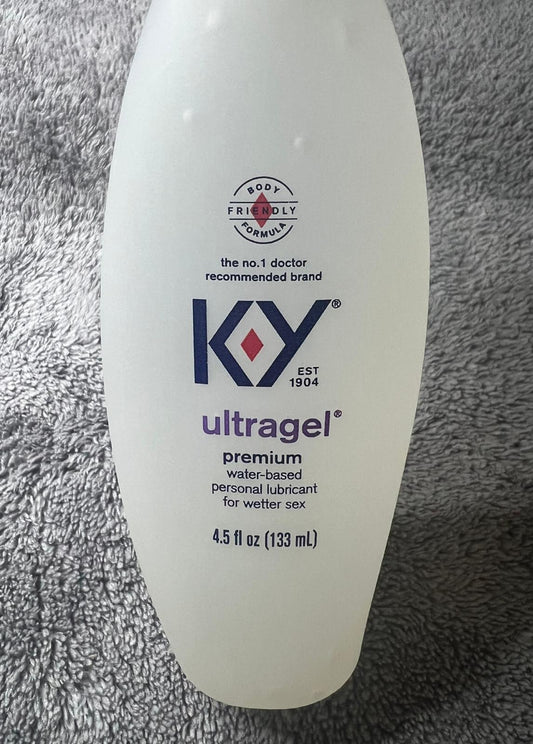 BODY
FRIENDLY
FORMULA
the no.1 doctor
recommended brand
K-Y®
EST
1904
ultragel®
premium
water-based
personal lubricant
for wetter sex
4.5 fl oz (133 mL)